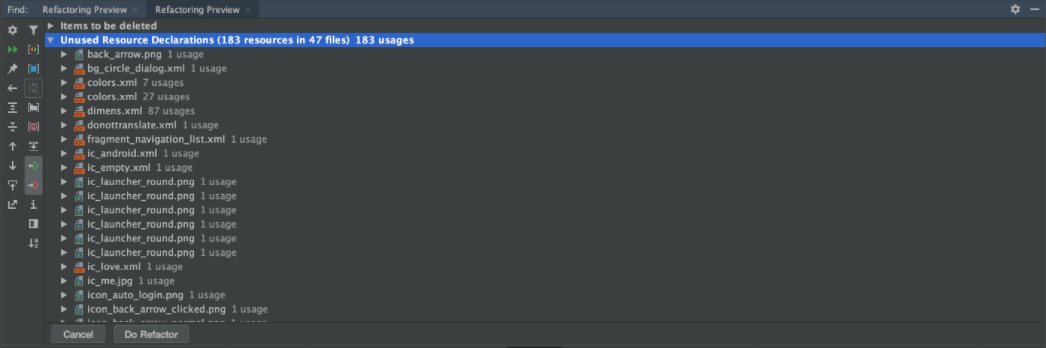 Find: Refactoring Preview × Refactoring Preview ×
Items to be deleted
Unused Resource Declarations (183 resources in 47 files) 183 usages
back_arrow.png 1 usage
bg_circle_dialog.xml 1 usage
colors.xml 7 usages
colors.xml 27 usages
dimens.xml 87 usages
donottranslate.xml 1 usage
fragment_navigation_list.xml 1 usage
ic_android.xml 1 usage
ic_empty.xml 1 usage
ic_launcher_round.png 1 usage
ic_launcher_round.png 1 usage
ic_launcher_round.png 1 usage
ic_launcher_round.png 1 usage
ic_launcher_round.png 1 usage
ic_launcher_round.png 1 usage
ic_love.xml 1 usage
ic_me.jpg 1 usage
icon_auto_login.png 1 usage
icon_back_arrow_clicked.png 1 usage
icon_back_arrow_normal.png 1 usage
Cancel Do Refactor